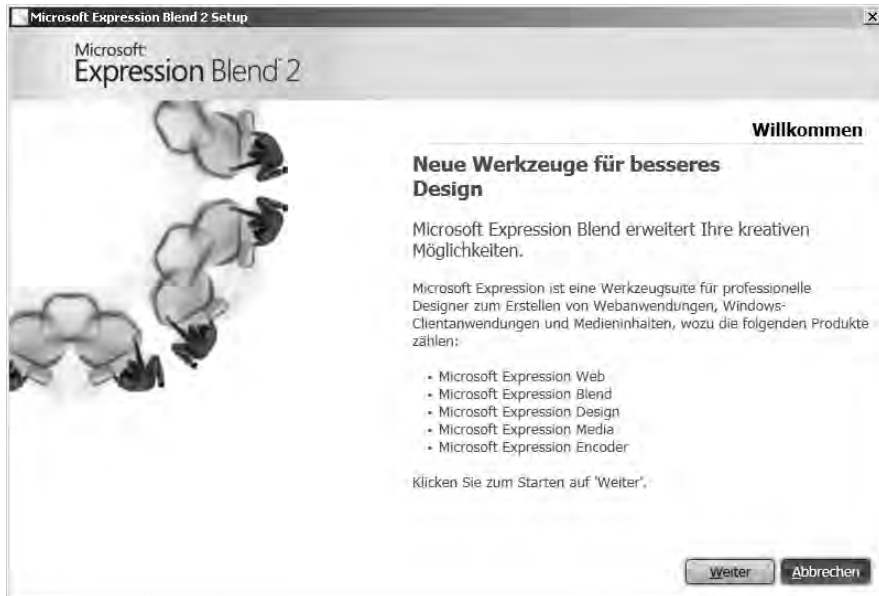 Microsoft Expression Blend 2 Setup
Microsoft
Expression Blend 2
Willkommen
Neue Werkzeuge für besseres
Design
Microsoft Expression Blend erweitert Ihre kreativen
Möglichkeiten.
Microsoft Expression ist eine Werkzeugsuite für professionelle
Designer zum Erstellen von Webanwendungen, Windows-
Clientanwendungen und Medieninhalten, wozu die folgenden Produkte
zählen:
• Microsoft Expression Web
• Microsoft Expression Blend
• Microsoft Expression Design
• Microsoft Expression Media
• Microsoft Expression Encoder
Klicken Sie zum Starten auf 'Weiter'.
Weiter Abbrechen